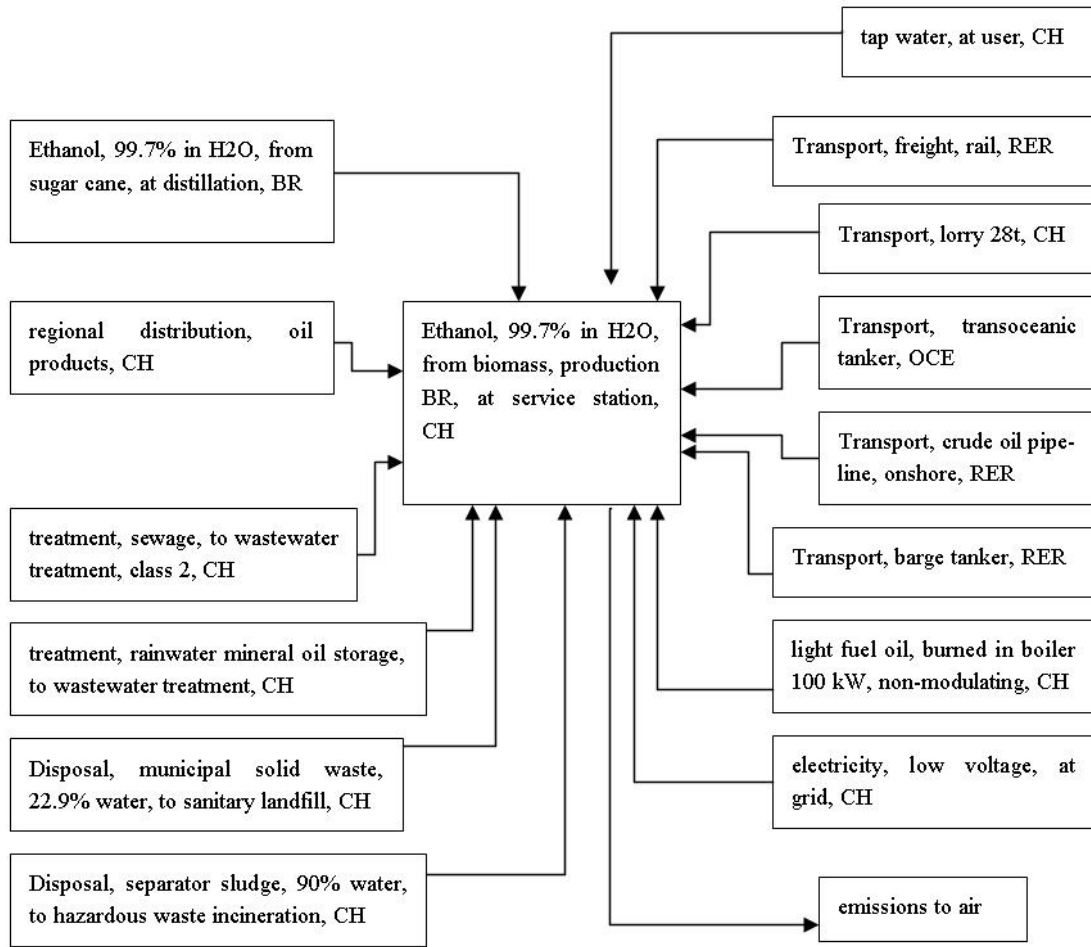 tap water, at user, CH
Ethanol, 99.7% in H2O, from
sugar cane, at distillation, BR
Transport, freight, rail, RER
Transport, lorry 28t, CH
regional distribution, oil
products, CH
Ethanol, 99.7% in H2O,
from biomass, production
BR, at service station,
CH
Transport, transoceanic
tanker, OCE
Transport, crude oil pipe-
line, onshore, RER
treatment, sewage, to wastewater
treatment, class 2, CH
Transport, barge tanker, RER
treatment, rainwater mineral oil storage,
to wastewater treatment, CH
light fuel oil, burned in boiler
100 kW, non-modulating, CH
Disposal, municipal solid waste,
22.9% water, to sanitary landfill, CH
electricity, low voltage, at
grid, CH
Disposal, separator sludge, 90% water,
to hazardous waste incineration, CH
emissions to air